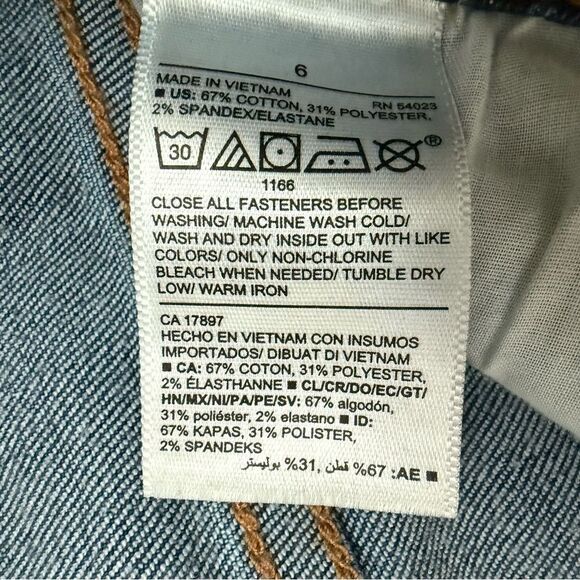 6
MADE IN VIETNAM
■ US: 67% COTTON, 31% POLYESTER, RN 54023
2% SPANDEX/ELASTANE
30 ®
1166
CLOSE ALL FASTENERS BEFORE
WASHING/ MACHINE WASH COLD/
WASH AND DRY INSIDE OUT WITH LIKE
COLORS/ ONLY NON-CHLORINE
BLEACH WHEN NEEDED/ TUMBLE DRY
LOW/ WARM IRON
CA 17897
HECHO EN VIETNAM CON INSUMOS
IMPORTADOS/ DIBUAT DI VIETNAM
■ CA: 67% COTON, 31% POLYESTER,
2% ÉLASTHANNE ■ CL/CR/DO/EC/GT/
HN/MX/NI/PA/PE/SV: 67% algodón,
31% poliéster, 2% elastano ■ ID:
67% KAPAS, 31% POLISTER,
2% SPANDEKS
■ AE: 67% قطن, 31% بوليستر